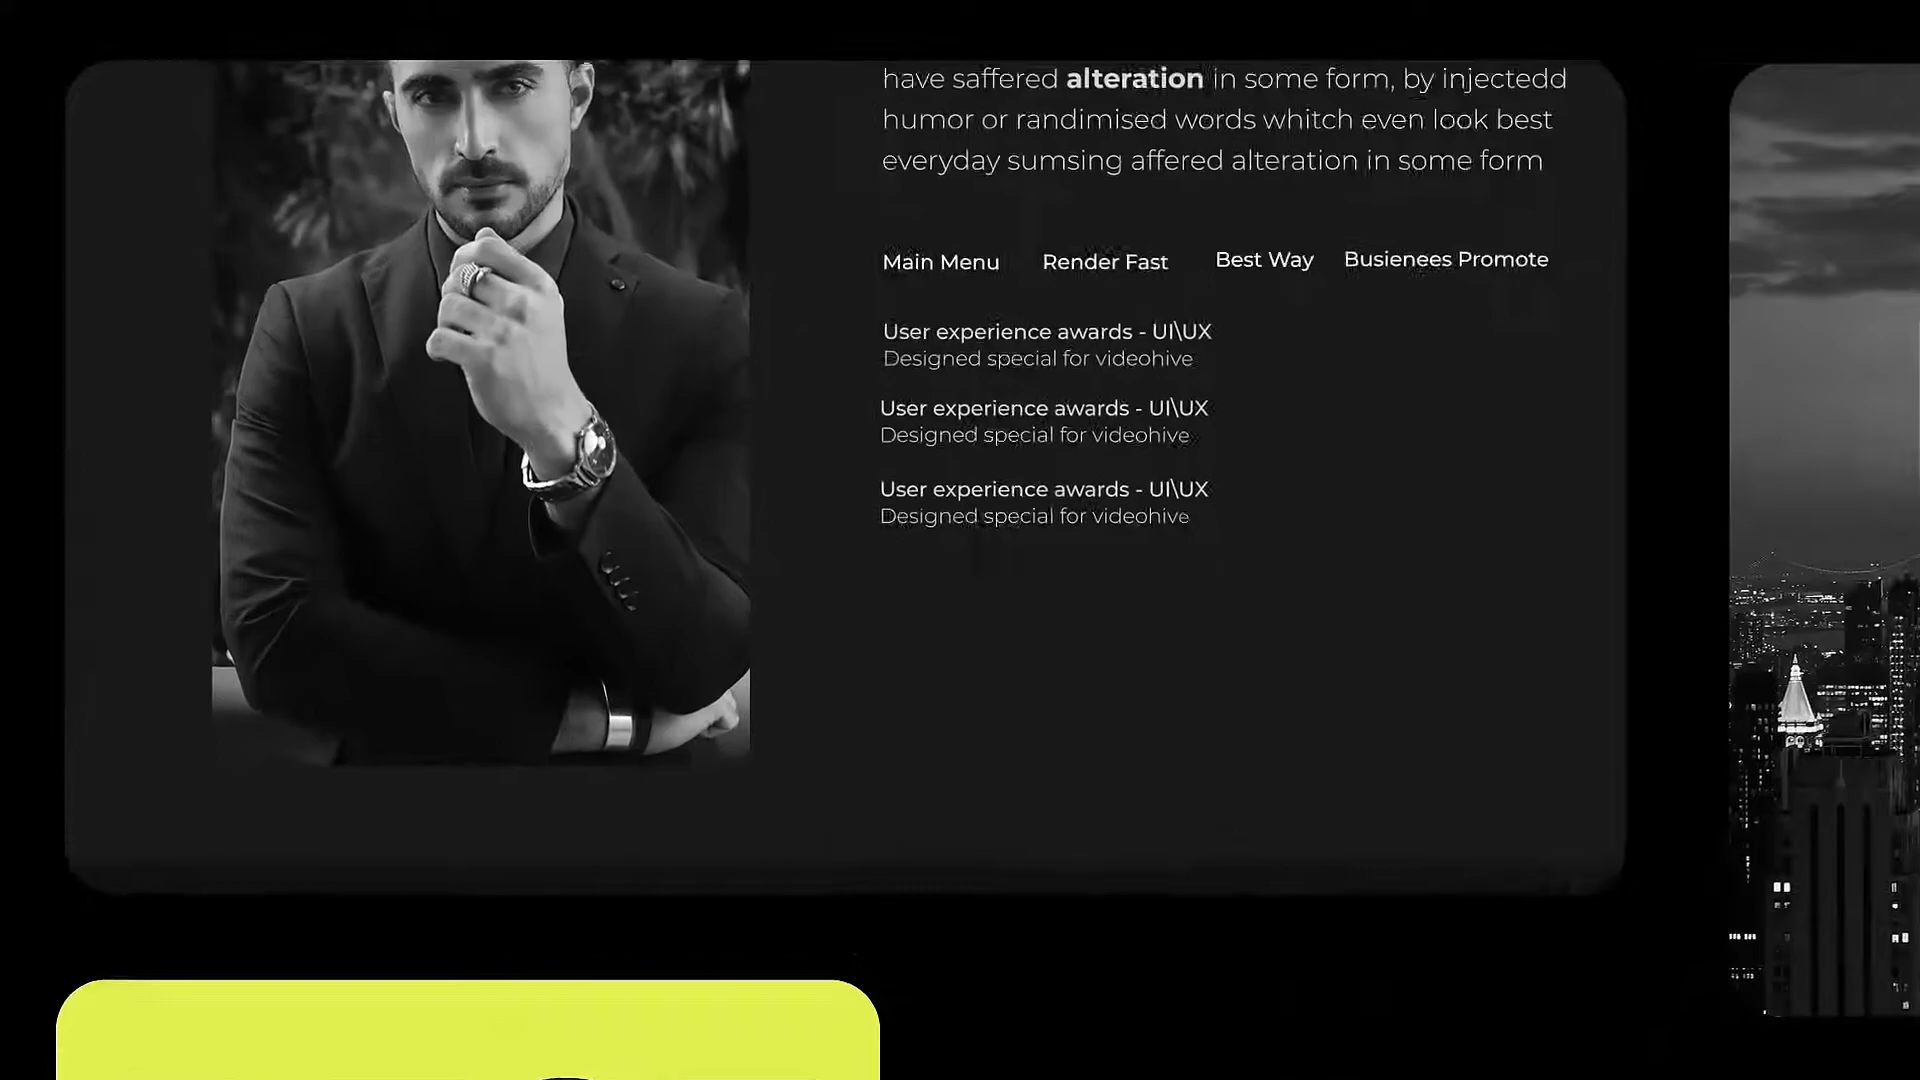 have saffered alteration in some form, by injectedd
humor or randimised words whitch even look best
everyday sumsing affered alteration in some form
Main Menu Render Fast Best Way Busienees Promote
User experience awards - UI\UX
Designed special for videohive
User experience awards - UI\UX
Designed special for videohive
User experience awards - UI\UX
Designed special for videohive